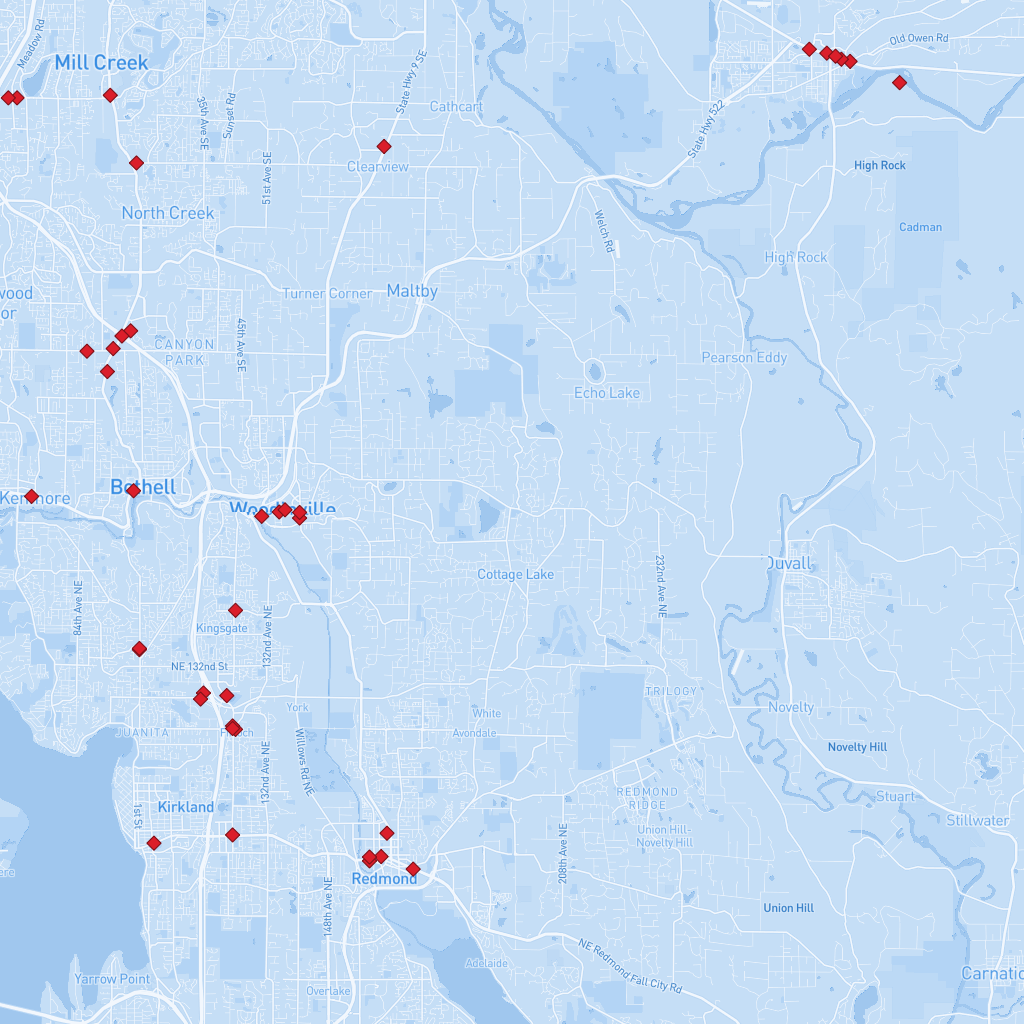 Meadow Rd
Old Owen Rd
Mill Creek
State Hwy 9 SE
35th Ave SE
Sunset Rd
Cathcart
State Hwy 522
51st Ave SE
Clearview
High Rock
North Creek
Welch Rd
Cadman
High Rock
wood
or
Turner Corner
Maltby
45th Ave SE
CANYON
PARK
Pearson Eddy
Echo Lake
Bothell
Kenmore
Woodinville
Duvall
Cottage Lake
232nd Ave NE
84th Ave NE
132nd Ave NE
Kingsgate
NE 132nd St
TRILOGY
York
White
Novelty
JUANITA
Avondale
Novelty Hill
Willows Rd NE
132nd Ave NE
REDMOND
RIDGE
Stuart
Kirkland
1st St
Stillwater
Union Hill-
Novelty Hill
208th Ave NE
ere
Redmond
148th Ave NE
Union Hill
NE Redmond Fall City Rd
Adelaide
Yarrow Point
Carnatio
Overlake